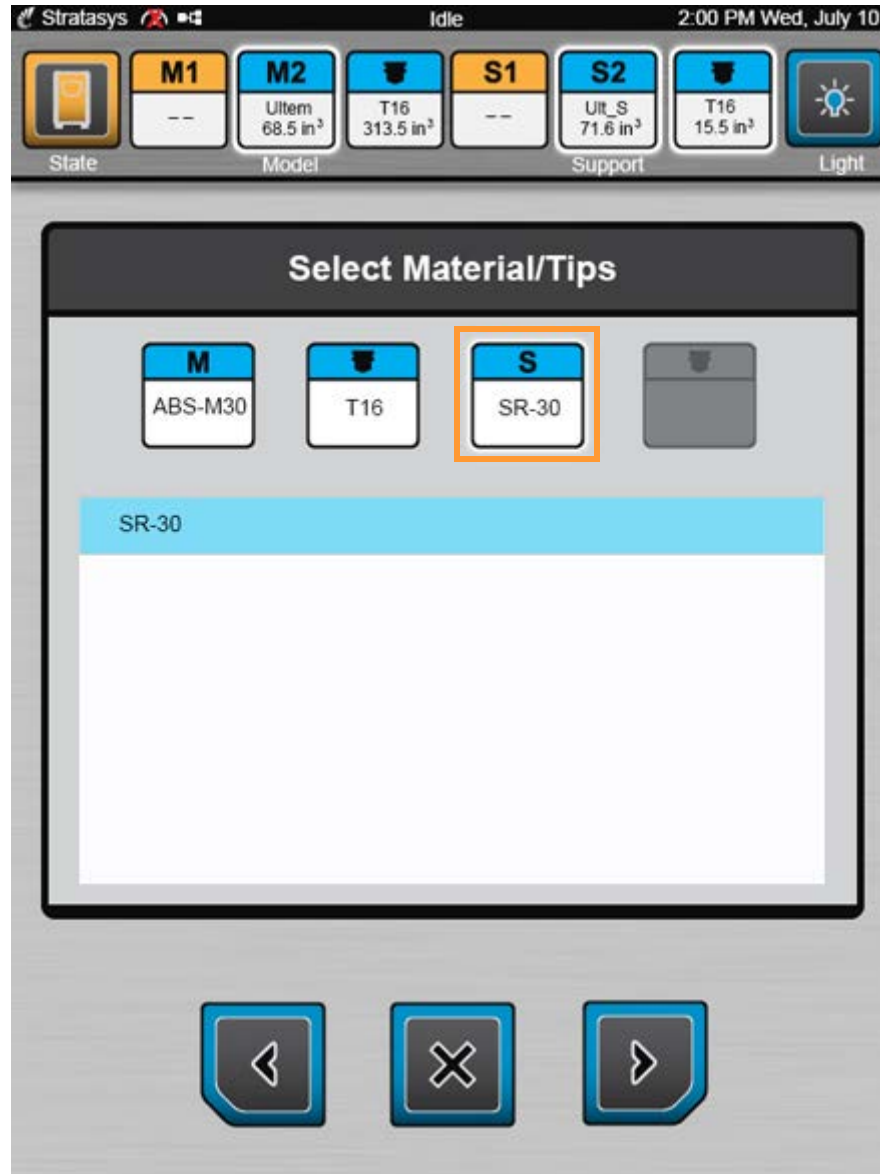 Stratasys Idle 2:00 PM Wed, July 10
M1 M2 S1 S2
-- Ultem T16 -- Ult_S T16
68.5 in³ 313.5 in³ 71.6 in³ 15.5 in³
State Model Support Light
Select Material/Tips
M S
ABS-M30 T16 SR-30
SR-30